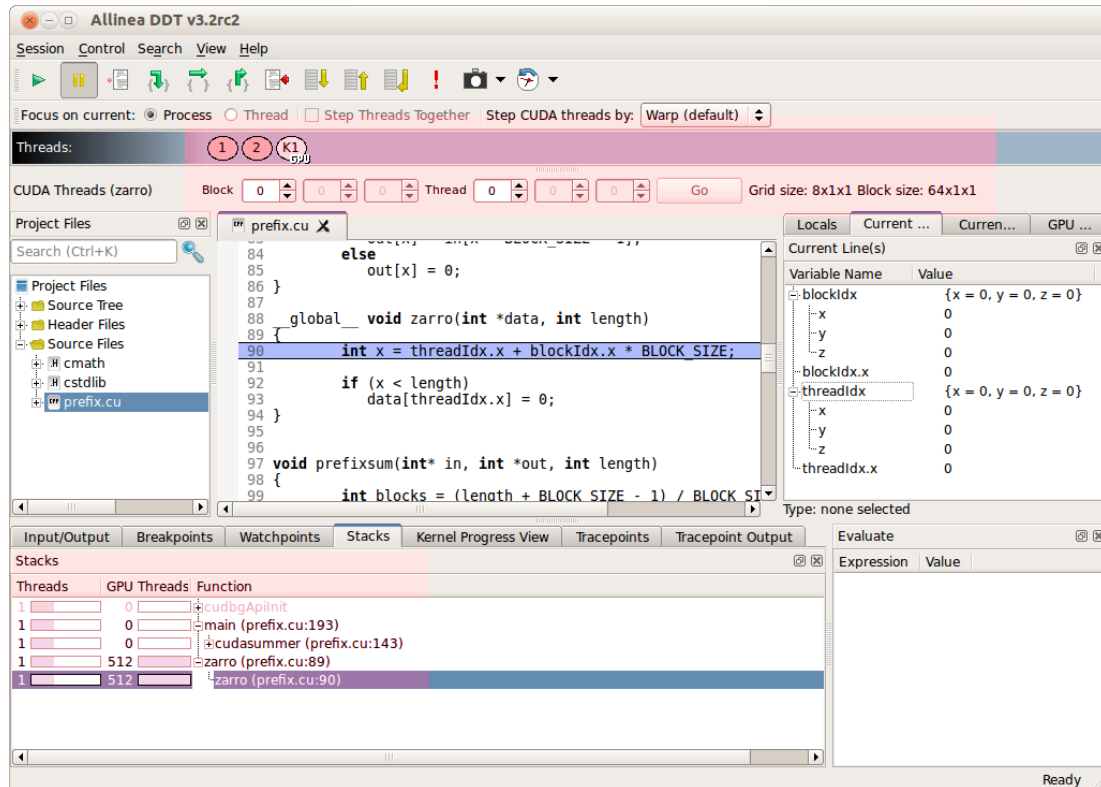 Allinea DDT v3.2rc2
Session Control Search View Help
Focus on current: Process Thread Step Threads Together Step CUDA threads by: Warp (default)
Threads: 1 2 K1 GPU
CUDA Threads (zarro) Block 0 0 0 Thread 0 0 0 Go Grid size: 8x1x1 Block size: 64x1x1
Project Files
Search (Ctrl+K)
Project Files
Source Tree
Header Files
Source Files
cmath
cstdlib
prefix.cu
prefix.cu
84 else
85 out[x] = 0;
86 }
87
88 __global__ void zarro(int *data, int length)
89 {
90 int x = threadIdx.x + blockIdx.x * BLOCK_SIZE;
91
92 if (x < length)
93 data[threadIdx.x] = 0;
94 }
95
96
97 void prefixsum(int* in, int *out, int length)
98 {
99 int blocks = (length + BLOCK_SIZE - 1) / BLOCK_SI
Locals Current ... Curren... GPU ...
Current Line(s)
Variable Name Value
blockIdx {x = 0, y = 0, z = 0}
x 0
y 0
z 0
blockIdx.x 0
threadIdx {x = 0, y = 0, z = 0}
x 0
y 0
z 0
threadIdx.x 0
Type: none selected
Input/Output Breakpoints Watchpoints Stacks Kernel Progress View Tracepoints Tracepoint Output
Stacks
Threads GPU Threads Function
1 0 cudbgApiInit
1 0 main (prefix.cu:193)
1 0 cudasummer (prefix.cu:143)
1 512 zarro (prefix.cu:89)
1 512 zarro (prefix.cu:90)
Evaluate
Expression Value
Ready